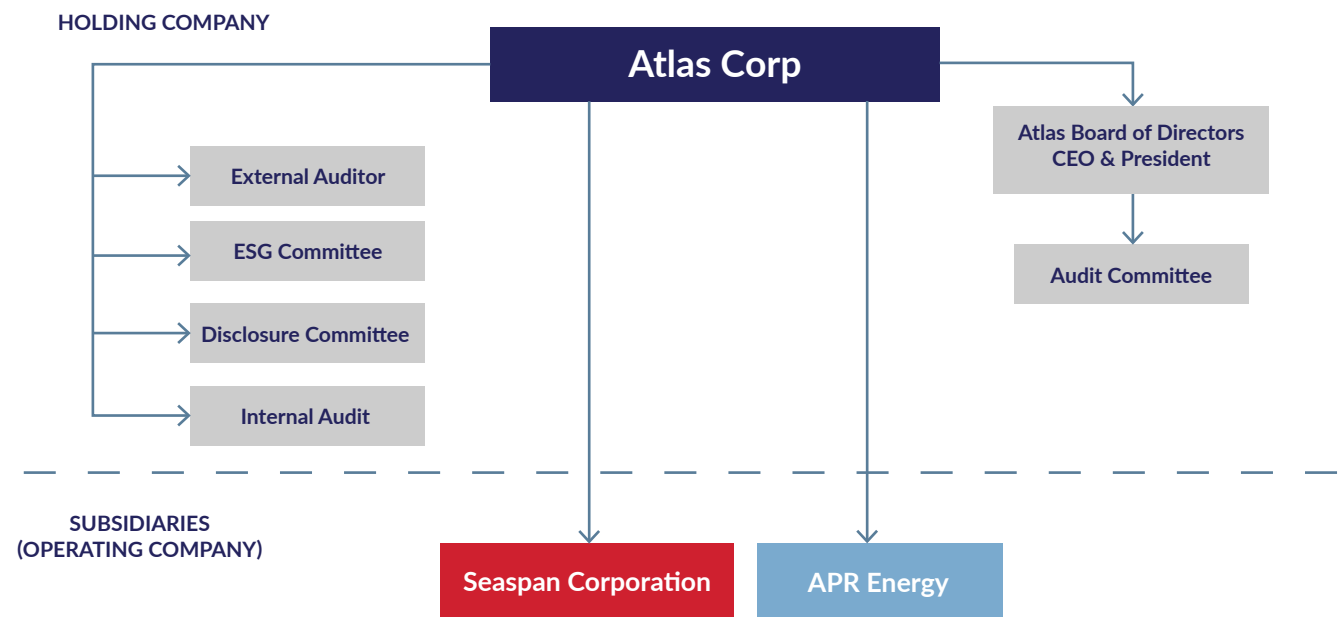 HOLDING COMPANY
Atlas Corp
Atlas Board of Directors
CEO & President
External Auditor
ESG Committee
Audit Committee
Disclosure Committee
Internal Audit
SUBSIDIARIES
(OPERATING COMPANY)
Seaspan Corporation
APR Energy